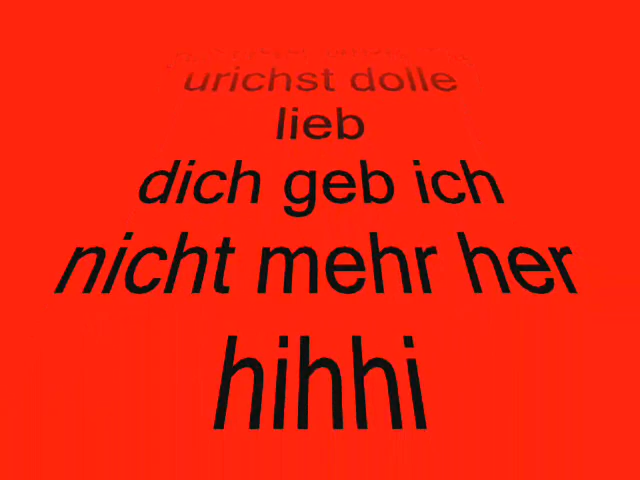 urichst dolle
lieb
dich geb ich
nicht mehr her
hihhi